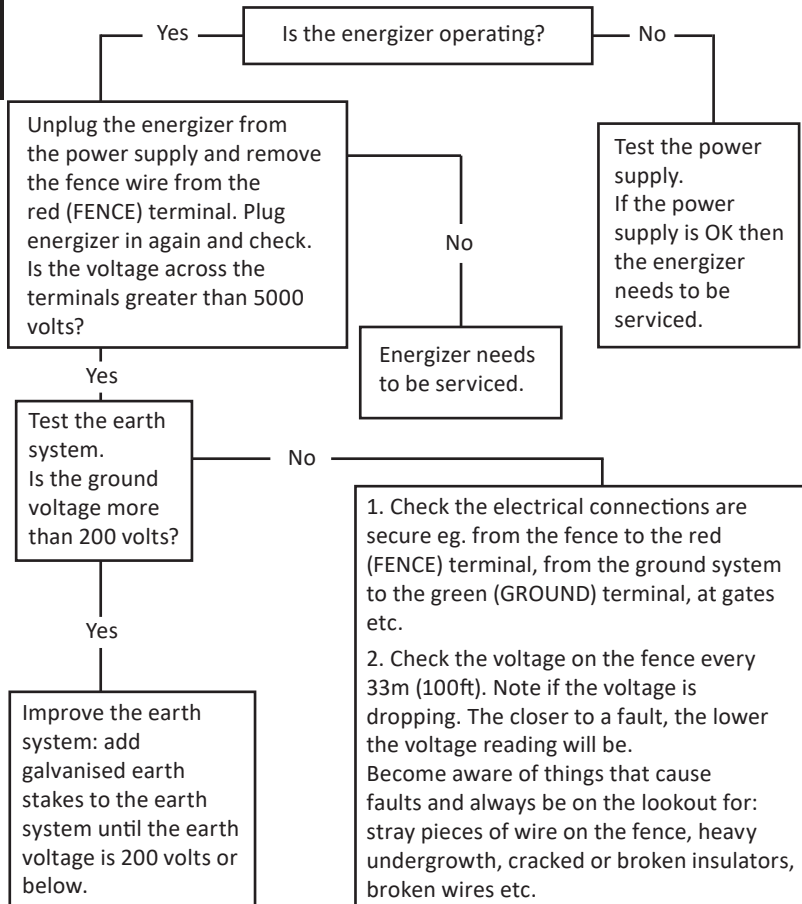 Is the energizer operating?
Yes
No
Unplug the energizer from
the power supply and remove
the fence wire from the
red (FENCE) terminal. Plug
energizer in again and check.
Is the voltage across the
terminals greater than 5000
volts?
Test the power
supply.
If the power
supply is OK then
the energizer
needs to be
serviced.
No
Energizer needs
to be serviced.
Yes
Test the earth
system.
Is the ground
voltage more
than 200 volts?
No
1. Check the electrical connections are
secure eg. from the fence to the red
(FENCE) terminal, from the ground system
to the green (GROUND) terminal, at gates
etc.
2. Check the voltage on the fence every
33m (100ft). Note if the voltage is
dropping. The closer to a fault, the lower
the voltage reading will be.
Become aware of things that cause
faults and always be on the lookout for:
stray pieces of wire on the fence, heavy
undergrowth, cracked or broken insulators,
broken wires etc.
Yes
Improve the earth
system: add
galvanised earth
stakes to the earth
system until the earth
voltage is 200 volts or
below.